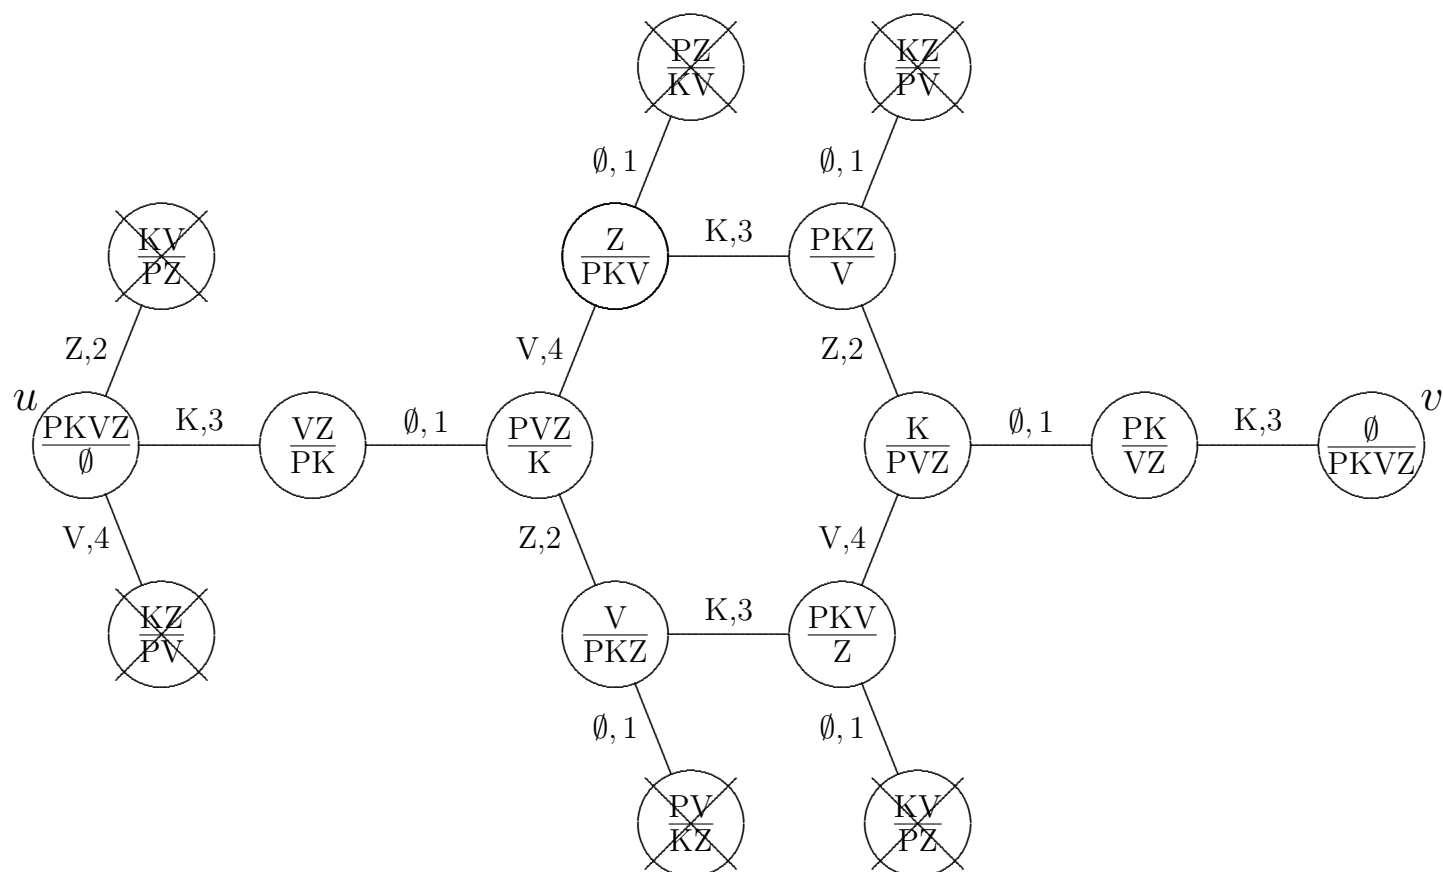 PZ
KV
KZ
PV
∅, 1
∅, 1
KV
PZ
Z
PKV
K,3
PKZ
V
Z,2
V,4
Z,2
u
PKVZ
∅
K,3
VZ
PK
∅, 1
PVZ
K
K
PVZ
∅, 1
PK
VZ
K,3
∅
PKVZ
v
V,4
Z,2
V,4
KZ
PV
V
PKZ
K,3
PKV
Z
∅, 1
∅, 1
PV
KZ
KV
PZ